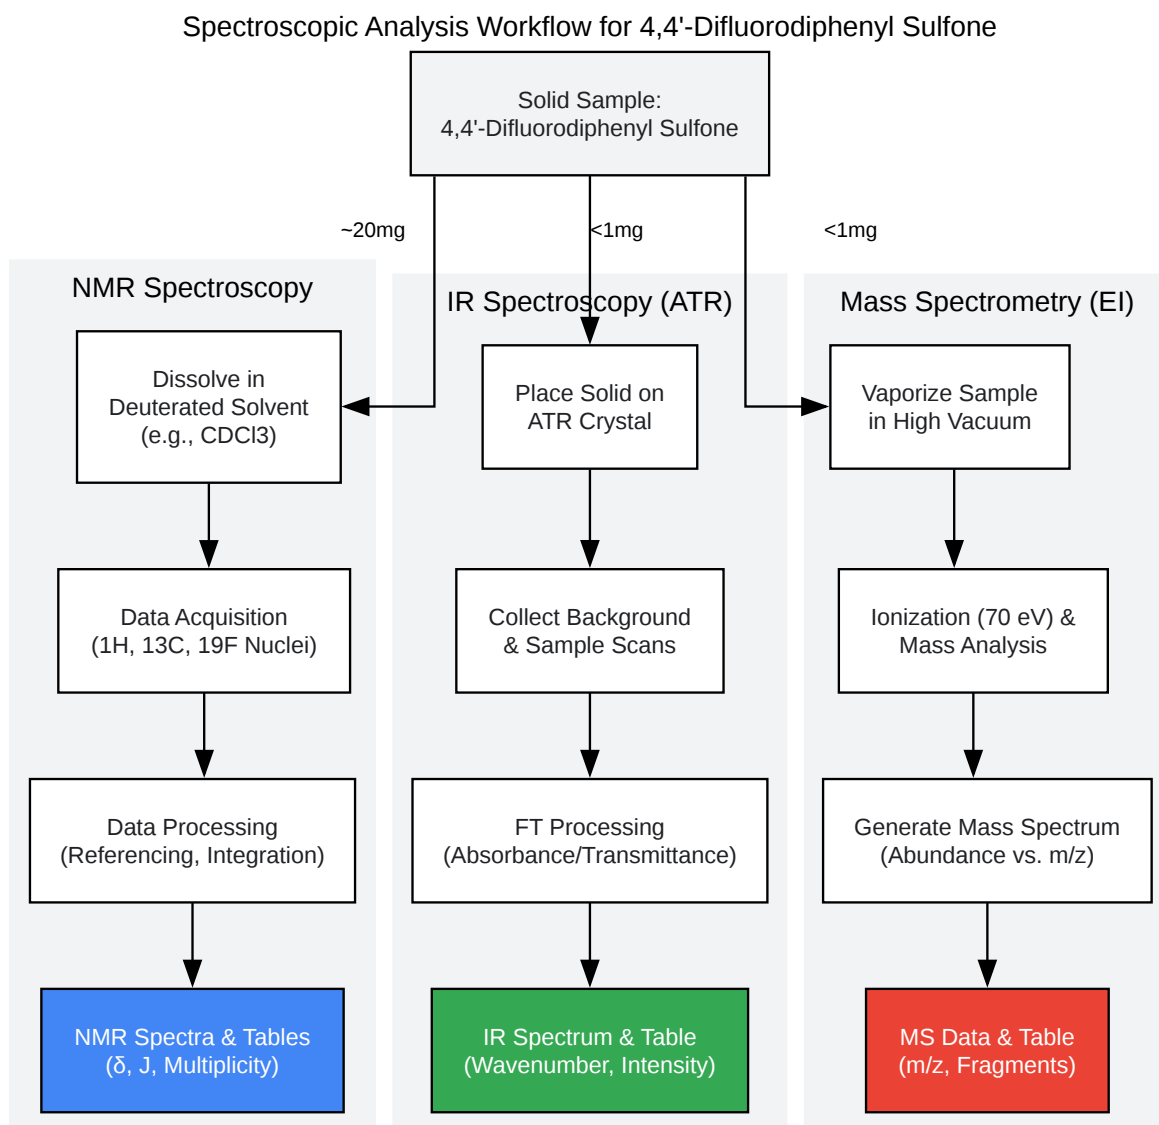 Spectroscopic Analysis Workflow for 4,4'-Difluorodiphenyl Sulfone
Solid Sample:
4,4'-Difluorodiphenyl Sulfone
~20mg
<1mg
<1mg
NMR Spectroscopy
Dissolve in
Deuterated Solvent
(e.g., CDCl3)
Data Acquisition
(1H, 13C, 19F Nuclei)
Data Processing
(Referencing, Integration)
NMR Spectra & Tables
(δ, J, Multiplicity)
IR Spectroscopy (ATR)
Place Solid on
ATR Crystal
Collect Background
& Sample Scans
FT Processing
(Absorbance/Transmittance)
IR Spectrum & Table
(Wavenumber, Intensity)
Mass Spectrometry (EI)
Vaporize Sample
in High Vacuum
Ionization (70 eV) &
Mass Analysis
Generate Mass Spectrum
(Abundance vs. m/z)
MS Data & Table
(m/z, Fragments)